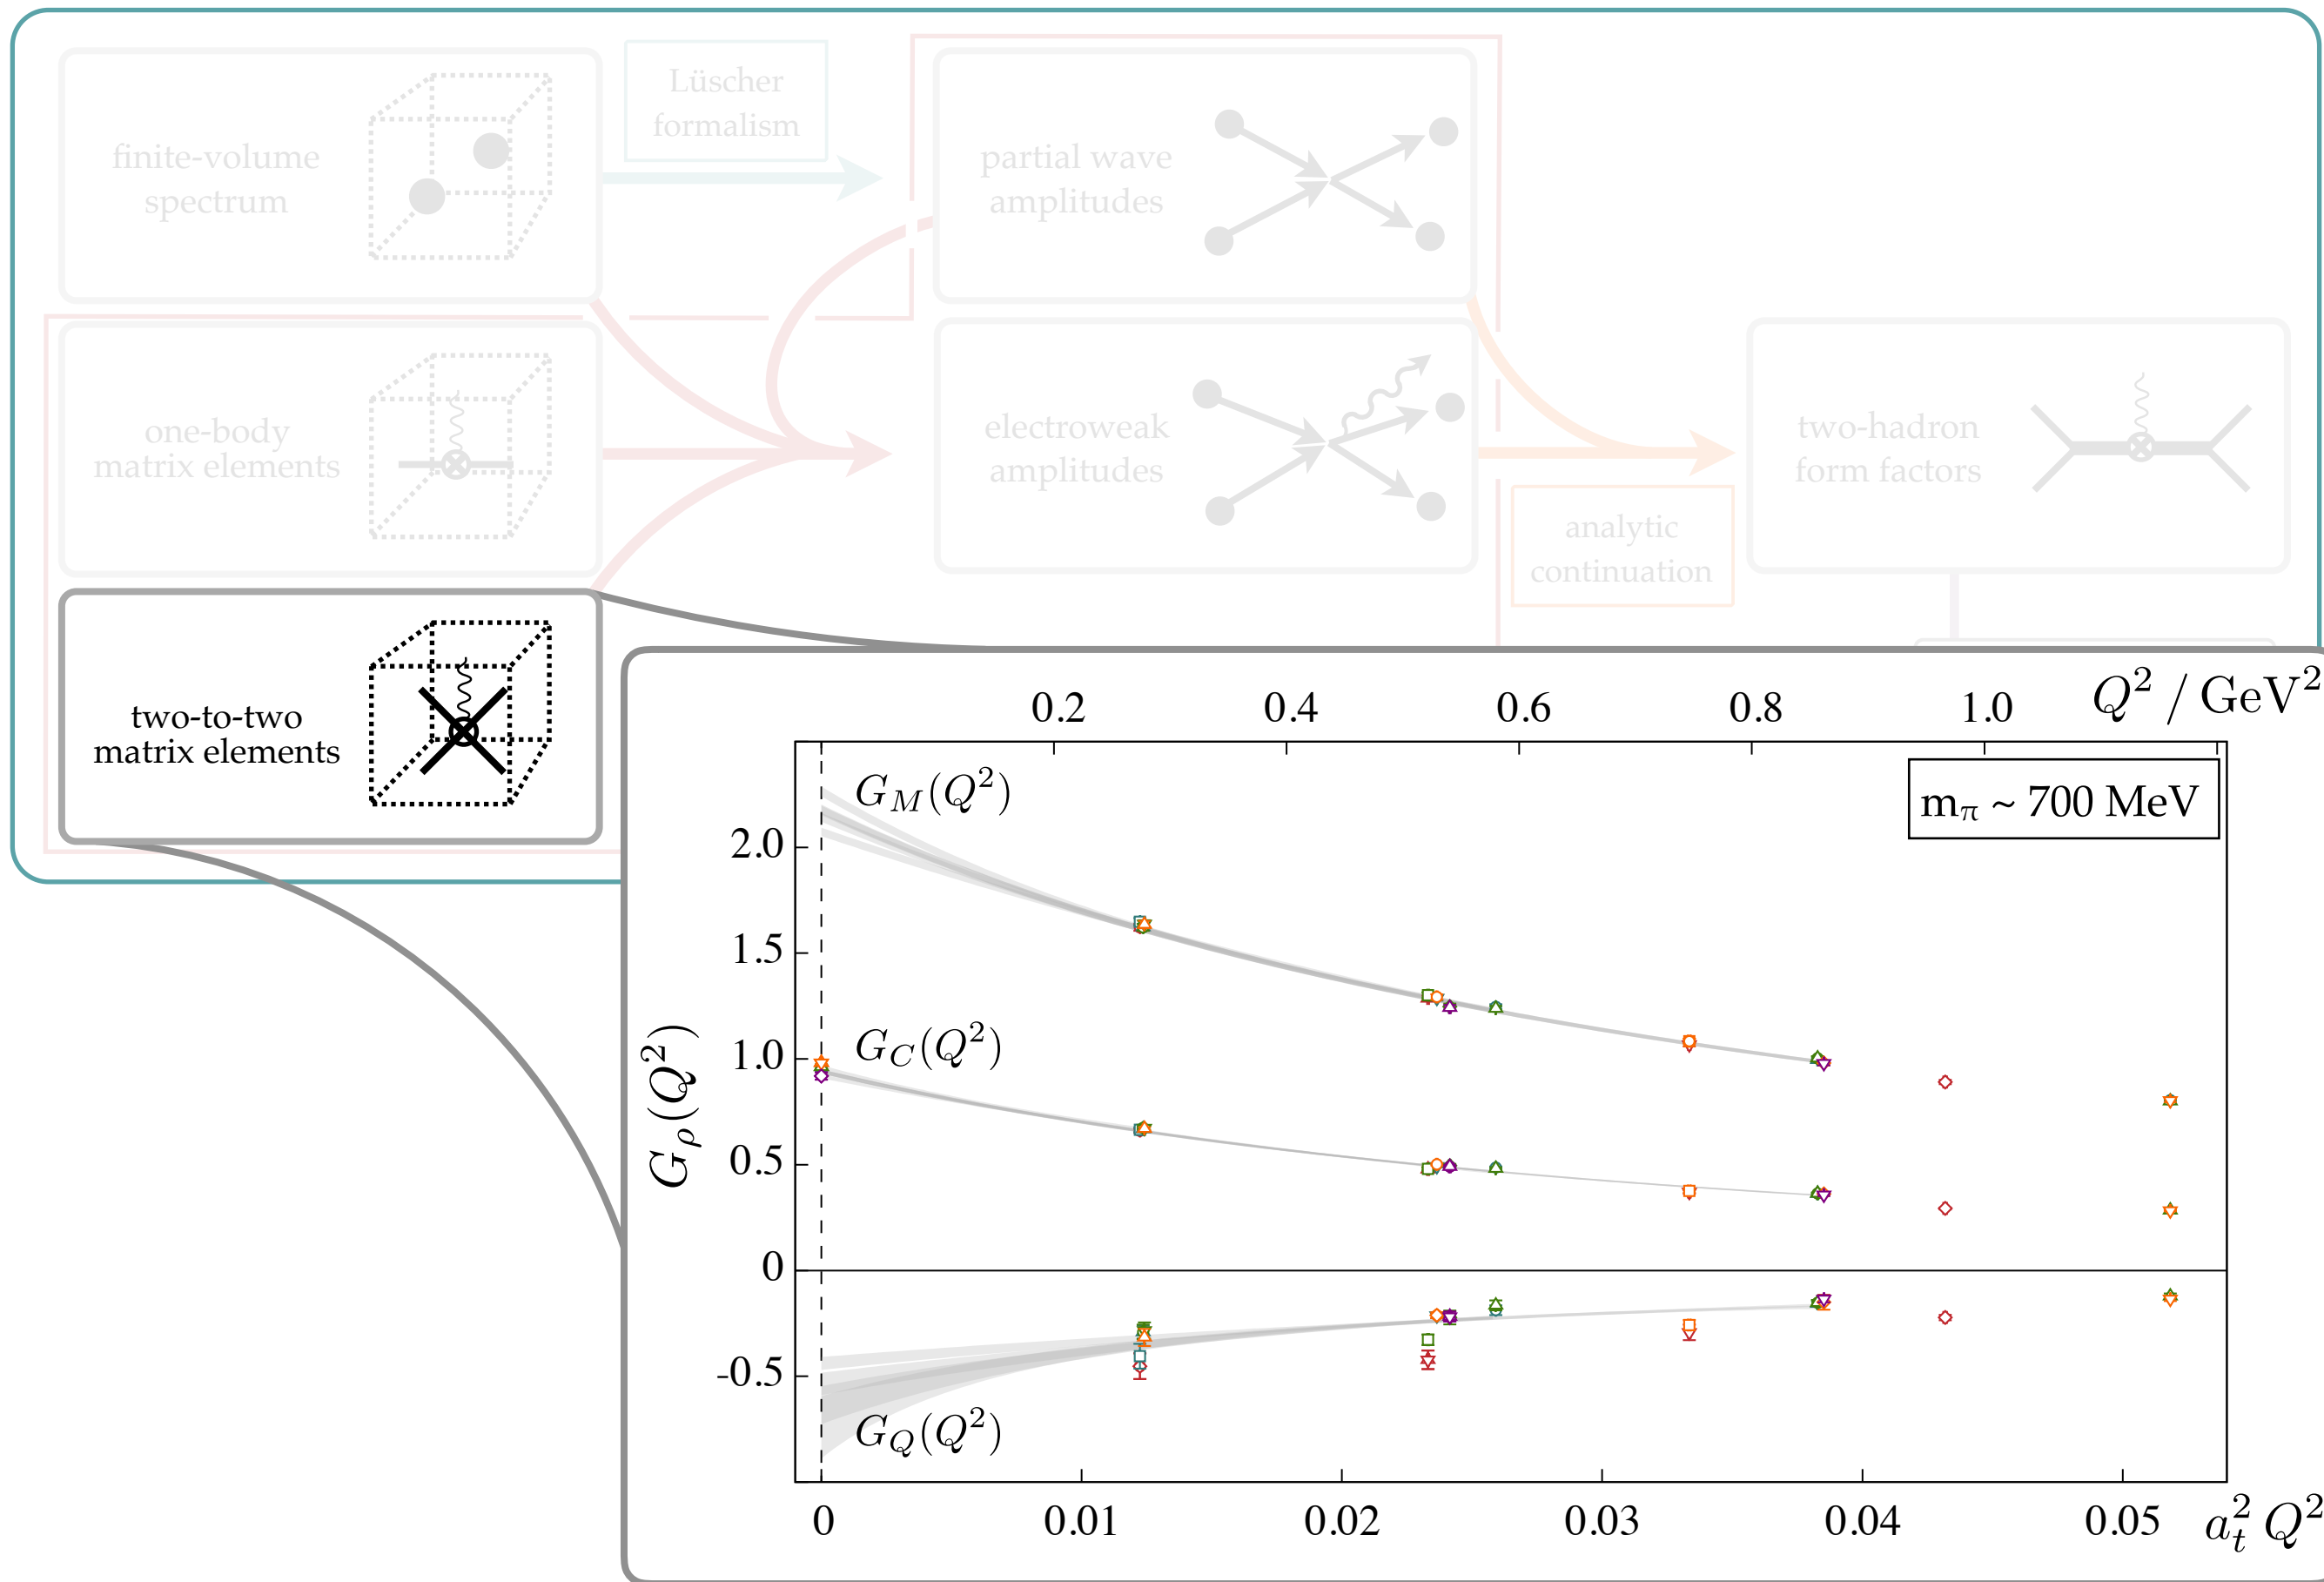 Lüscher
formalism
finite-volume
spectrum
partial wave
amplitudes
one-body
matrix elements
electroweak
amplitudes
two-hadron
form factors
analytic
continuation
two-to-two
matrix elements
0.2 0.4 0.6 0.8 1.0 Q² / GeV²
m_π ~ 700 MeV
G_M(Q²)
2.0
1.5
1.0
G_C(Q²)
0.5
0
-0.5
G_ρ(Q²)
G_Q(Q²)
0 0.01 0.02 0.03 0.04 0.05 a_t² Q²